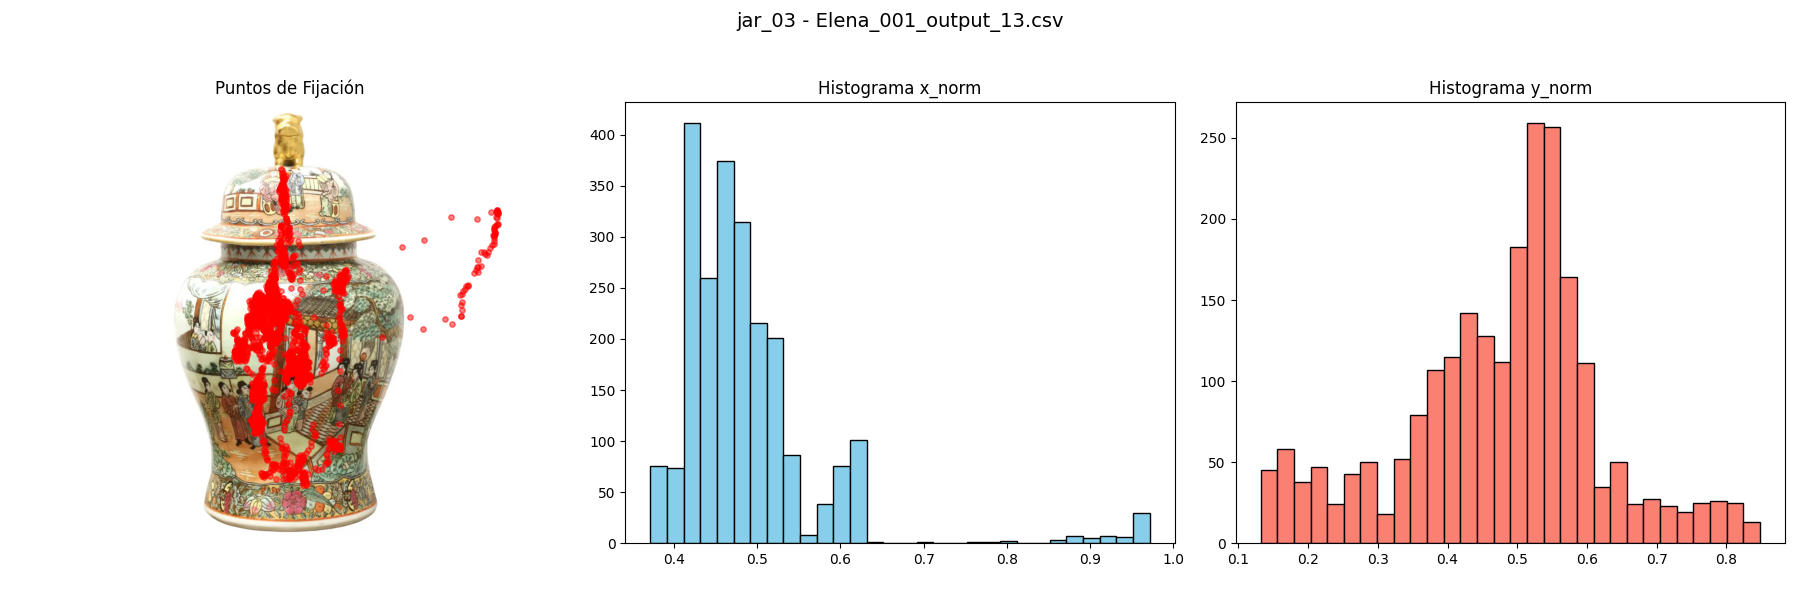 jar_03 - Elena_001_output_13.csv
Puntos de Fijación
Histograma x_norm
400
350
300
250
200
150
100
50
0
0.4 0.5 0.6 0.7 0.8 0.9 1.0
Histograma y_norm
250
200
150
100
50
0
0.1 0.2 0.3 0.4 0.5 0.6 0.7 0.8